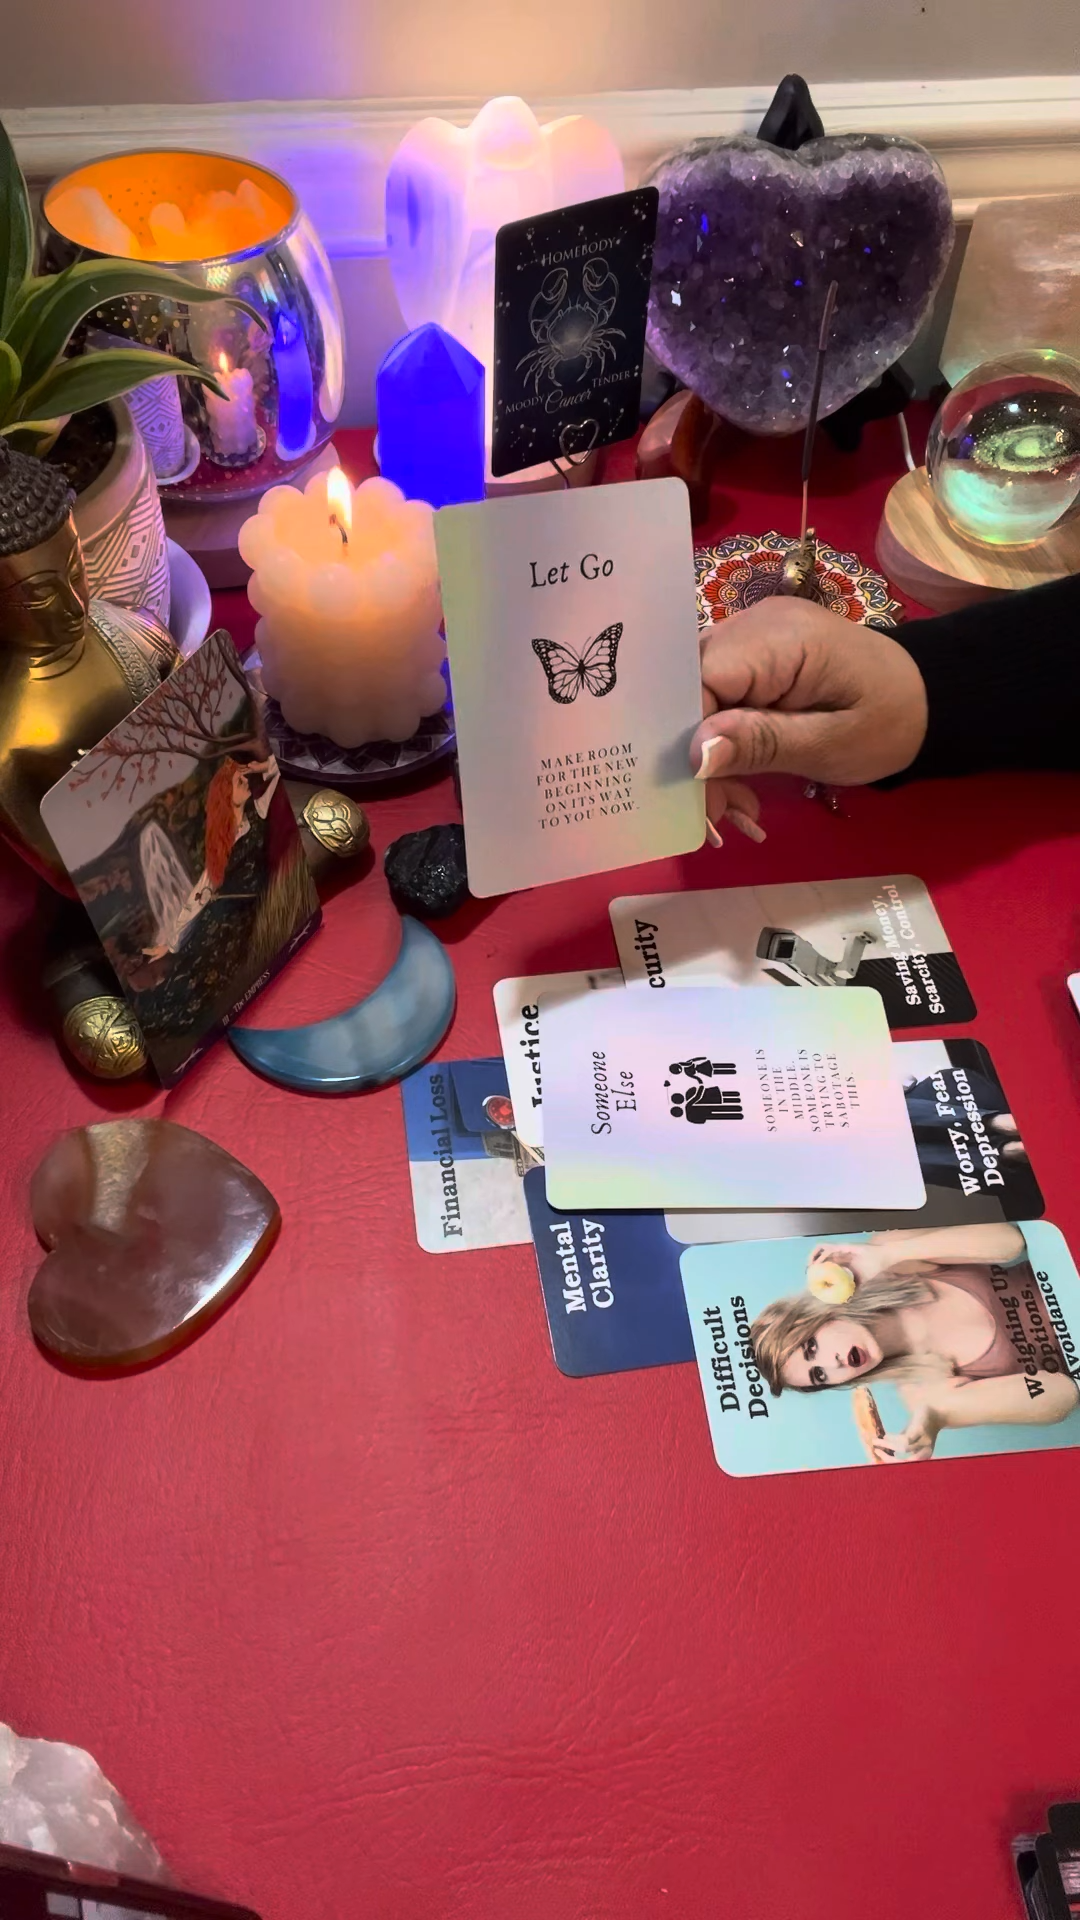 HOMEBODY
MOODY
Cancer
TENDER
Let Go
MAKE ROOM
FOR THE NEW
BEGINNING
ON ITS WAY
TO YOU NOW.
III - The EMPRESS
curity
Saving Money,
Scarcity, Control
Justice
Someone
Else
SOMEONE IS
IN THE
MIDDLE.
SOMEONE IS
TRYING TO
SABOTAGE
THIS.
Financial Loss
Worry, Fear,
Depression
Mental
Clarity
Difficult
Decisions
Weighing Up
Options,
Avoidance